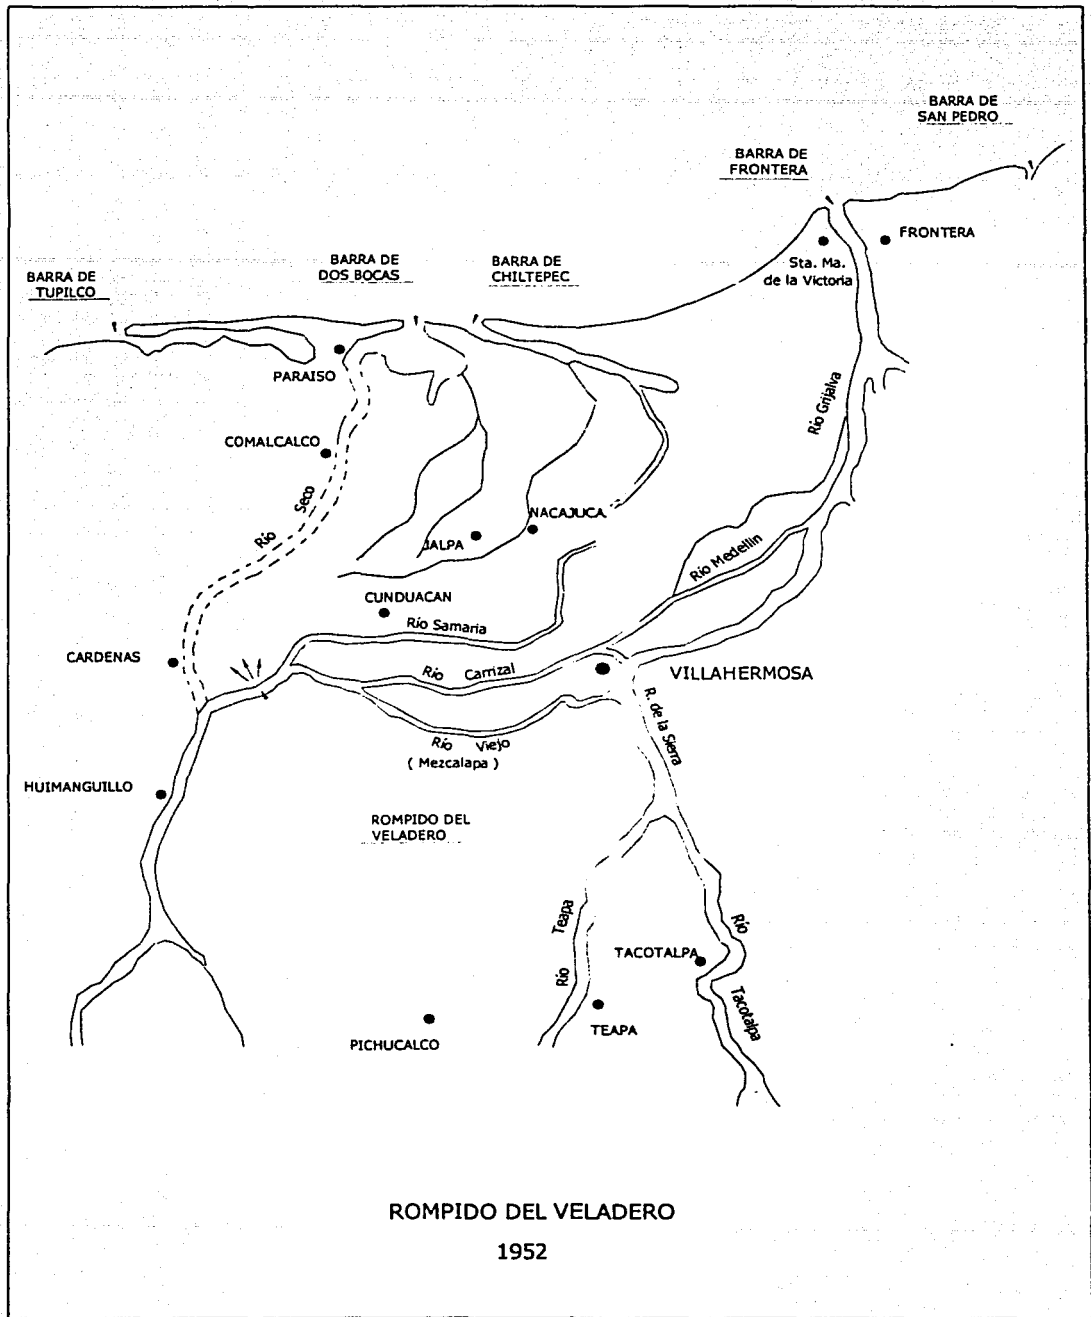 BARRA DE
SAN PEDRO
BARRA DE
FRONTERA
FRONTERA
Sta. Ma.
de la Victoria
BARRA DE
DOS BOCAS
BARRA DE
CHILTEPEC
BARRA DE
TUPILCO
PARAISO
Río Grijalva
COMALCALCO
Río Seco
NACAJUCA
JALPA
Río Medellin
CUNDUACAN
Río Samaria
CARDENAS
Río Carrizal
VILLAHERMOSA
R. de la Sierra
Río Viejo
( Mezcalapa )
HUIMANGUILLO
ROMPIDO DEL
VELADERO
Río Teapa
Río Tacotalpa
TACOTALPA
TEAPA
PICHUCALCO
ROMPIDO DEL VELADERO
1952